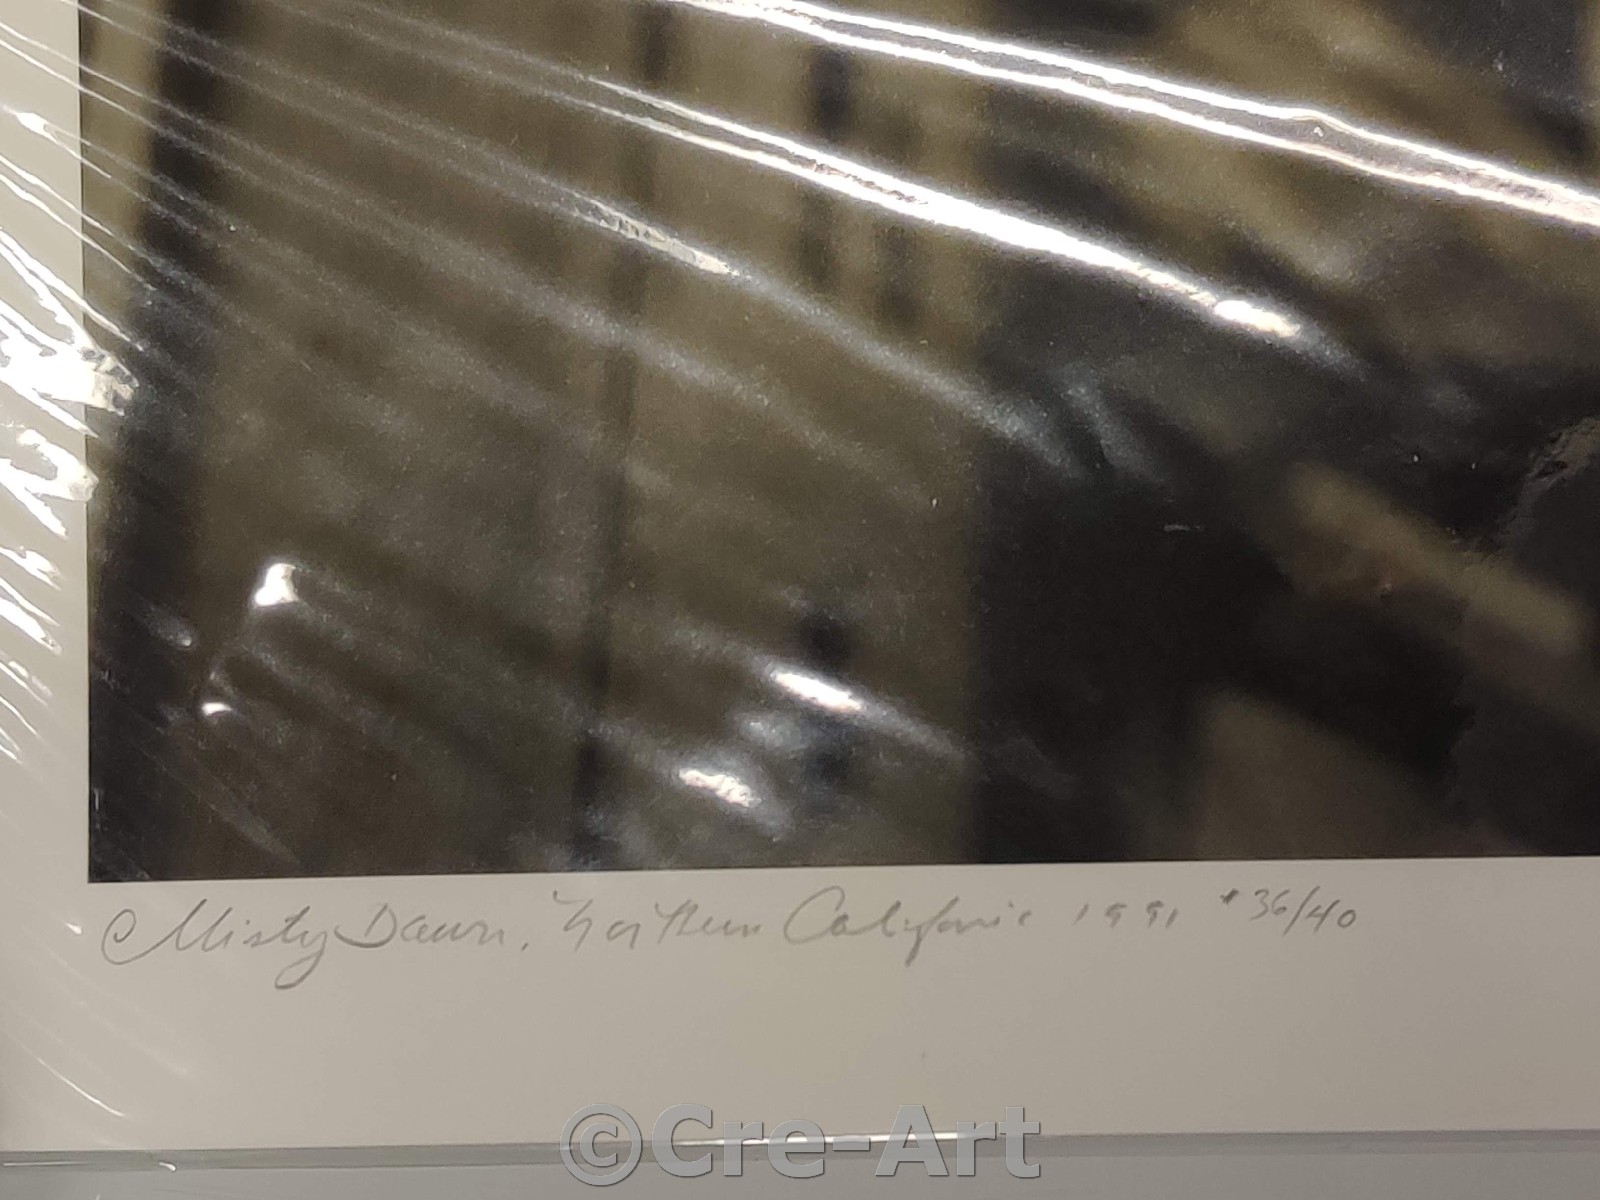 © Misty Dawn, Northern California 1991 #36/40
©Cre-Art